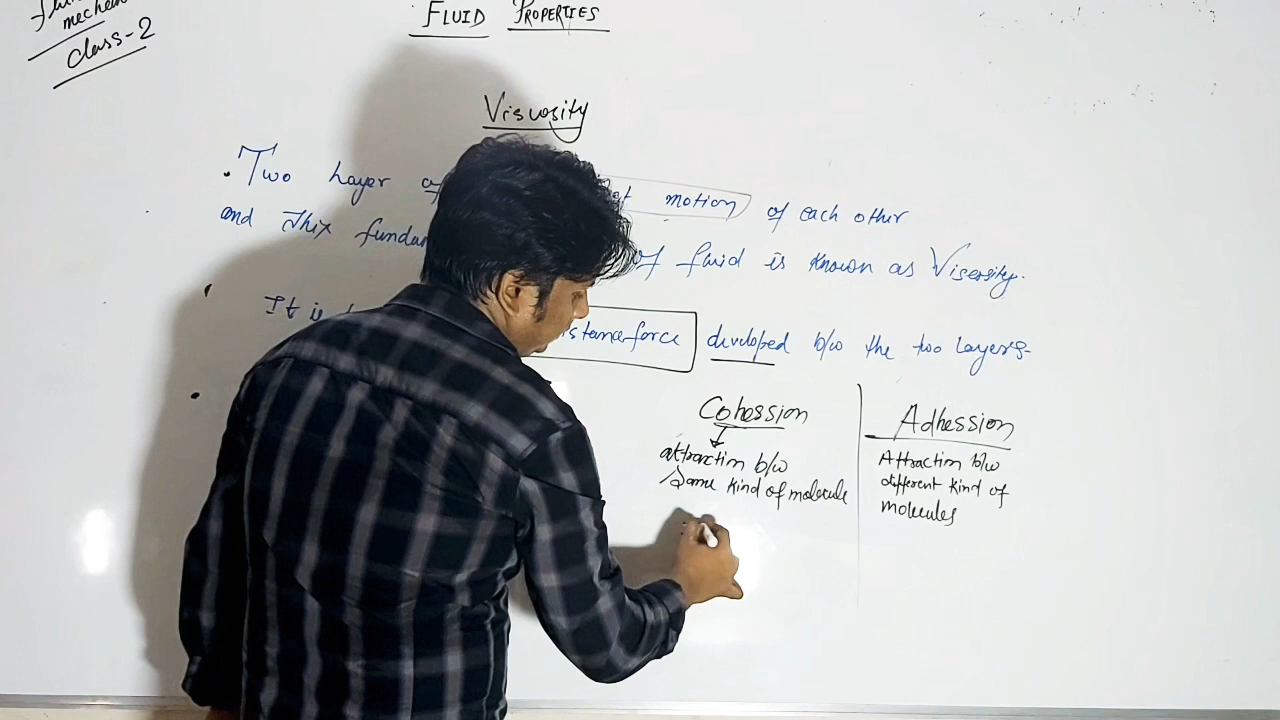 mechan
class-2
FLUID PROPERTIES
Viscosity
Two Layer of motion of each other
and This fundam of fluid is known as Viscosity.
It is istance force developed b/w the two Layers-
Cohession
attraction b/w
Same kind of molecule
Adhession
Attraction b/w
different kind of
molecules